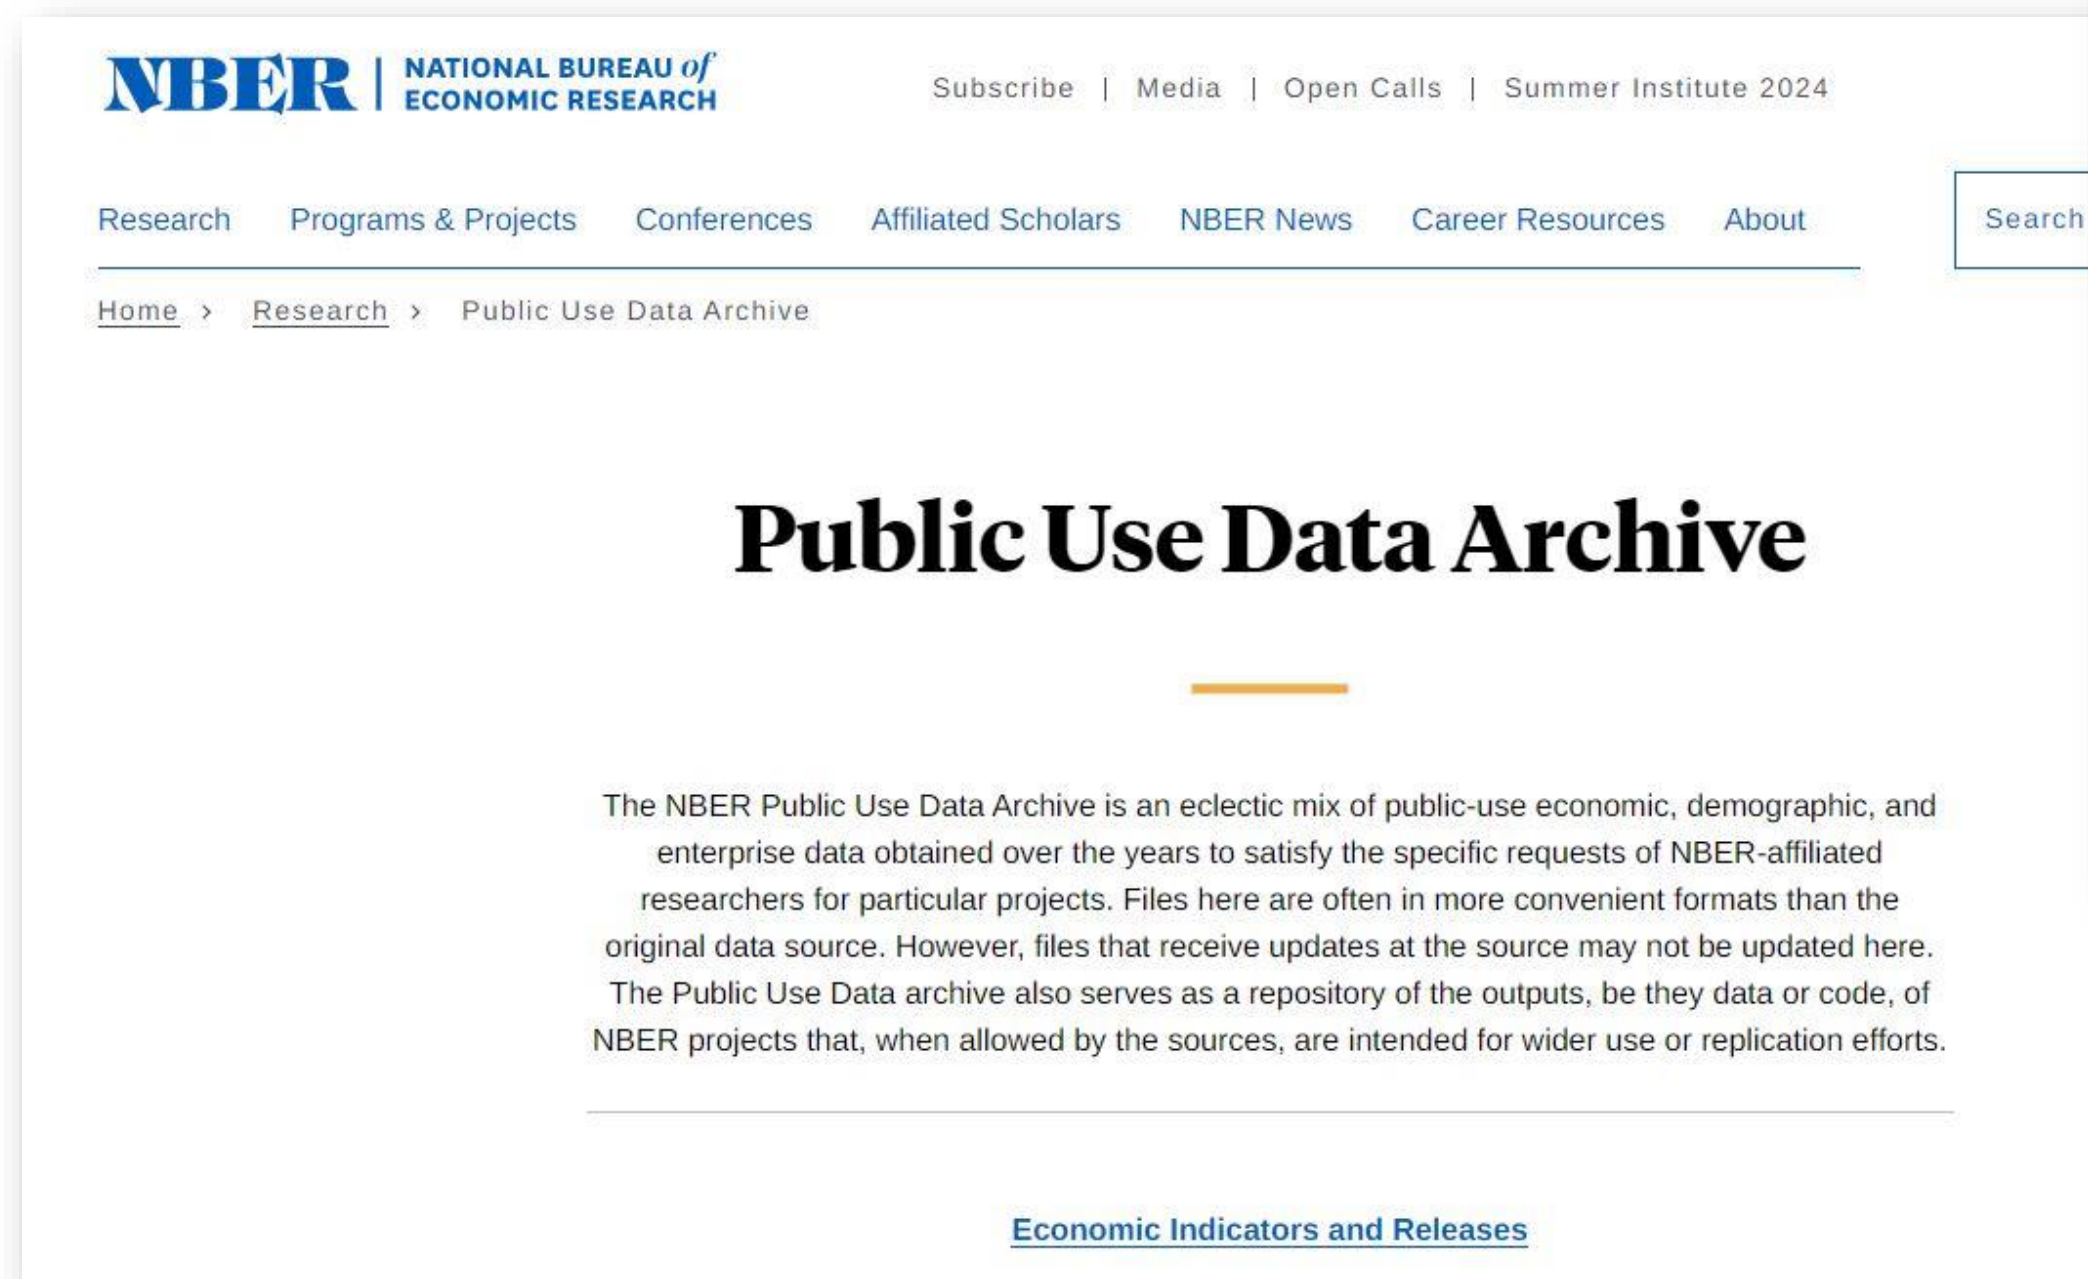 NBER | NATIONAL BUREAU of
ECONOMIC RESEARCH
Subscribe | Media | Open Calls | Summer Institute 2024
Research Programs & Projects Conferences Affiliated Scholars NBER News Career Resources About
Search
Home > Research > Public Use Data Archive
Public Use Data Archive
The NBER Public Use Data Archive is an eclectic mix of public-use economic, demographic, and
enterprise data obtained over the years to satisfy the specific requests of NBER-affiliated
researchers for particular projects. Files here are often in more convenient formats than the
original data source. However, files that receive updates at the source may not be updated here.
The Public Use Data archive also serves as a repository of the outputs, be they data or code, of
NBER projects that, when allowed by the sources, are intended for wider use or replication efforts.
Economic Indicators and Releases